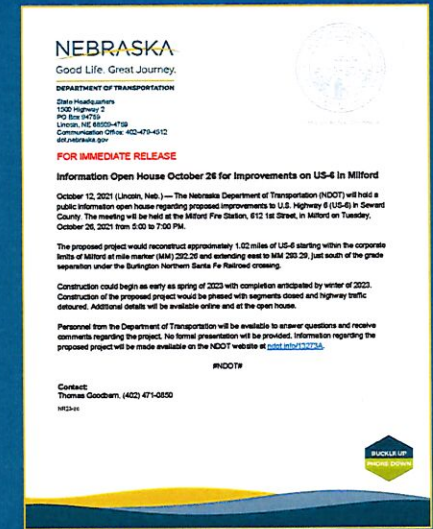 NEBRASKA
Good Life. Great Journey.
DEPARTMENT OF TRANSPORTATION
State Headquarters
1500 Highway 2
PO Box 94759
Lincoln, NE 68509-4759
Communication Office: 402-479-4512
dot.nebraska.gov
FOR IMMEDIATE RELEASE
Information Open House October 26 for Improvements on US-6 in Milford
October 12, 2021 (Lincoln, Neb.) — The Nebraska Department of Transportation (NDOT) will hold a
public information open house regarding proposed improvements to U.S. Highway 6 (US-6) in Seward
County. The meeting will be held at the Milford Fire Station, 612 1st Street, in Milford on Tuesday,
October 26, 2021 from 5:00 to 7:00 PM.
The proposed project would reconstruct approximately 1.02 miles of US-6 starting within the corporate
limits of Milford at mile marker (MM) 292.26 and extending east to MM 293.29, just south of the grade
separation under the Burlington Northern Santa Fe Railroad crossing.
Construction could begin as early as spring of 2023 with completion anticipated by winter of 2023.
Construction of the proposed project would be phased with segments closed and highway traffic
detoured. Additional details will be available online and at the open house.
Personnel from the Department of Transportation will be available to answer questions and receive
comments regarding the project. No formal presentation will be provided. Information regarding the
proposed project will be made available on the NDOT website at ndot.info/13273A.
#NDOT#
Contact:
Thomas Goodbarn, (402) 471-0850
BUCKLE UP
PHONE DOWN